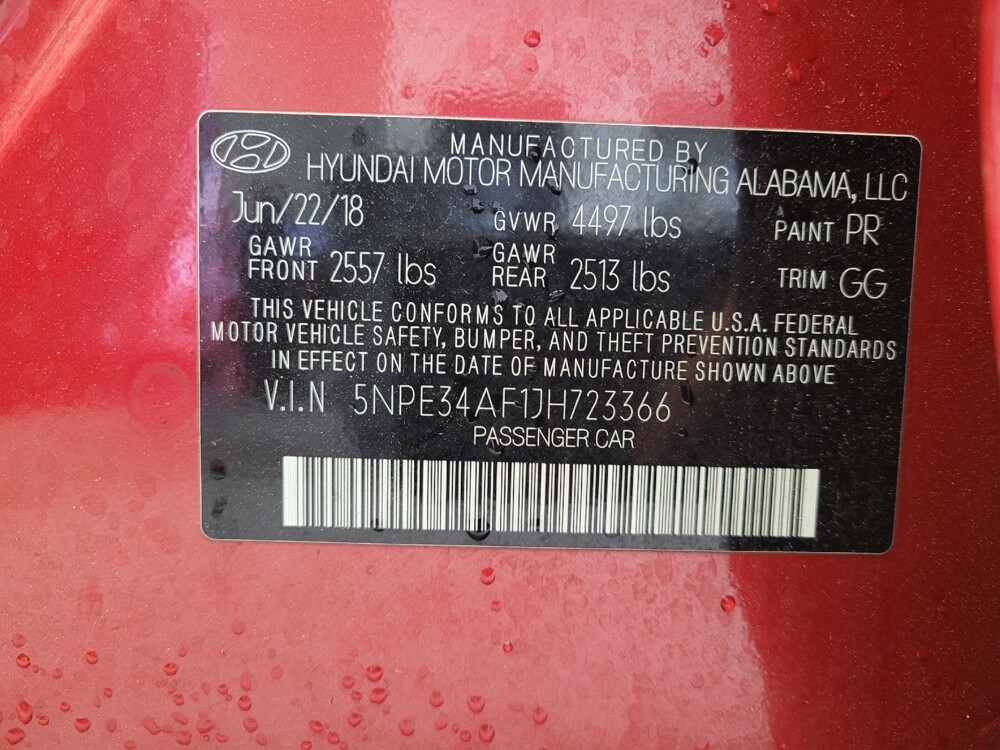 MANUFACTURED BY
HYUNDAI MOTOR MANUFACTURING ALABAMA, LLC
Jun/22/18 GVWR 4497 lbs PAINT PR
GAWR FRONT 2557 lbs GAWR REAR 2513 lbs TRIM GG
THIS VEHICLE CONFORMS TO ALL APPLICABLE U.S.A. FEDERAL
MOTOR VEHICLE SAFETY, BUMPER, AND THEFT PREVENTION STANDARDS
IN EFFECT ON THE DATE OF MANUFACTURE SHOWN ABOVE
V.I.N 5NPE34AF1JH723366
PASSENGER CAR